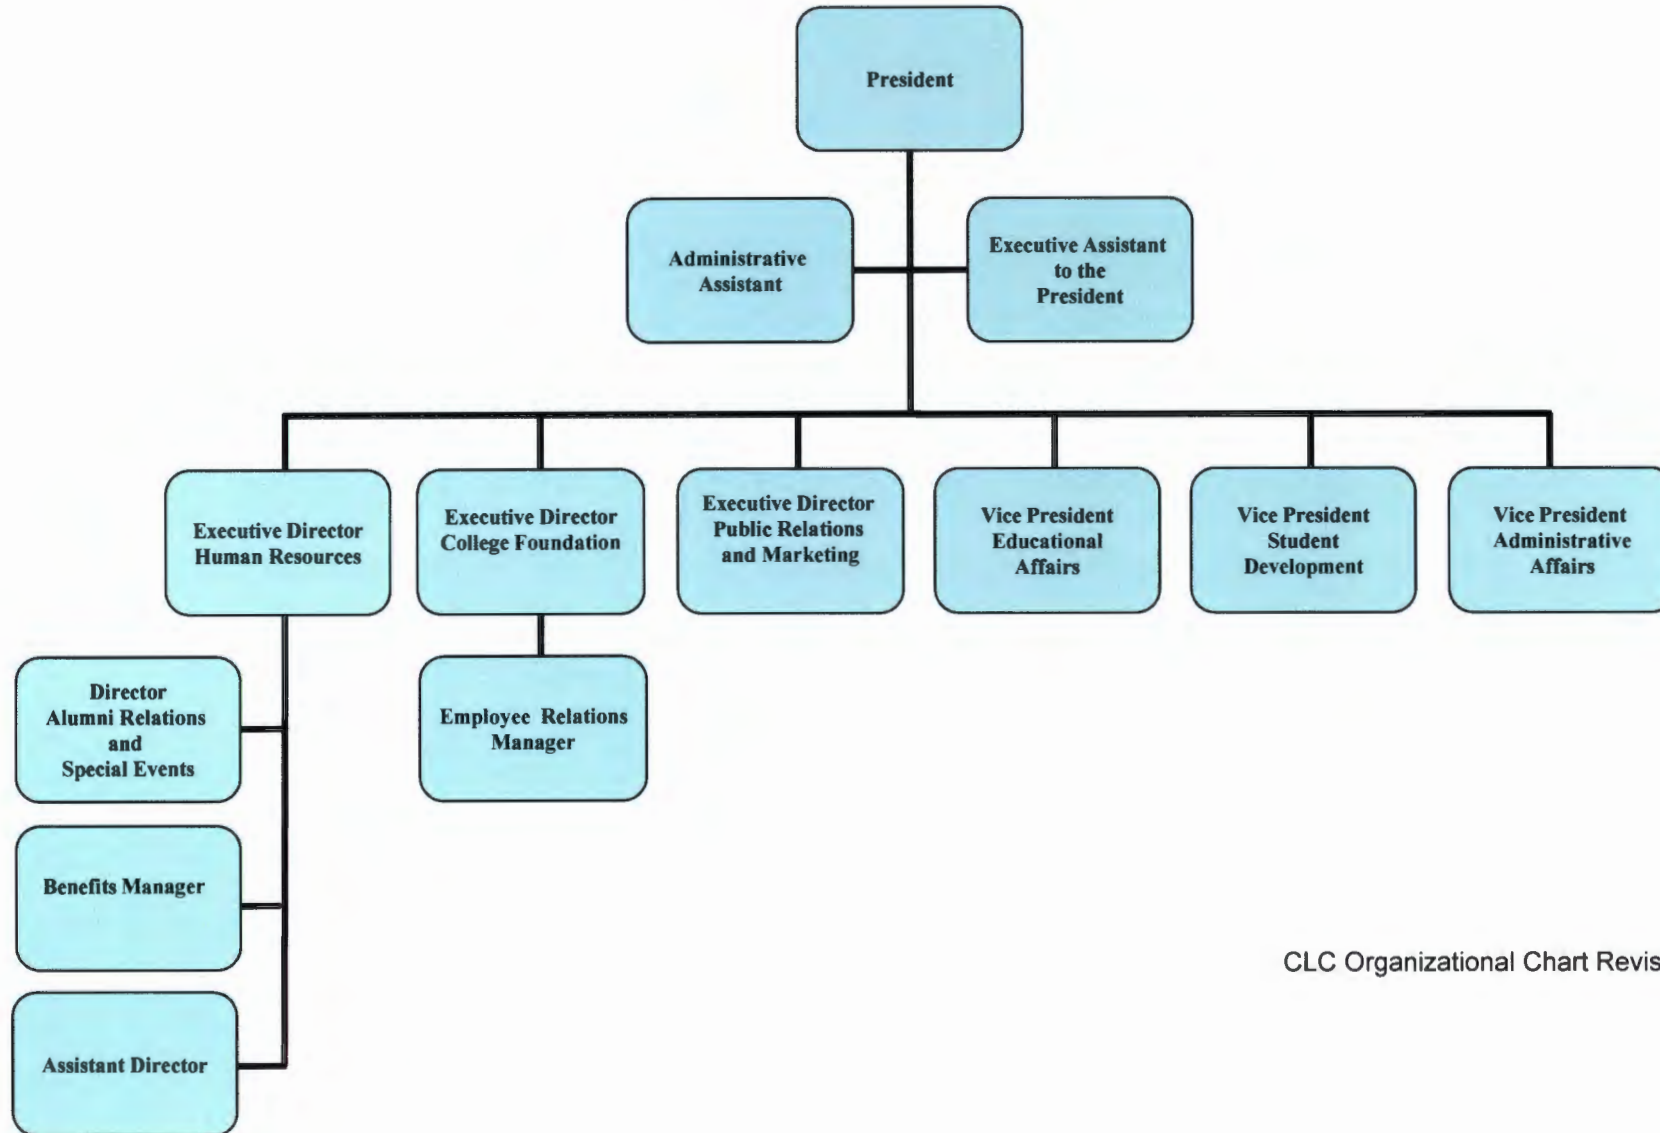 President
Administrative
Assistant
Executive Assistant
to the
President
Executive Director
Human Resources
Executive Director
College Foundation
Executive Director
Public Relations
and Marketing
Vice President
Educational
Affairs
Vice President
Student
Development
Vice President
Administrative
Affairs
Director
Alumni Relations
and
Special Events
Employee Relations
Manager
Benefits Manager
Assistant Director
CLC Organizational Chart Revis